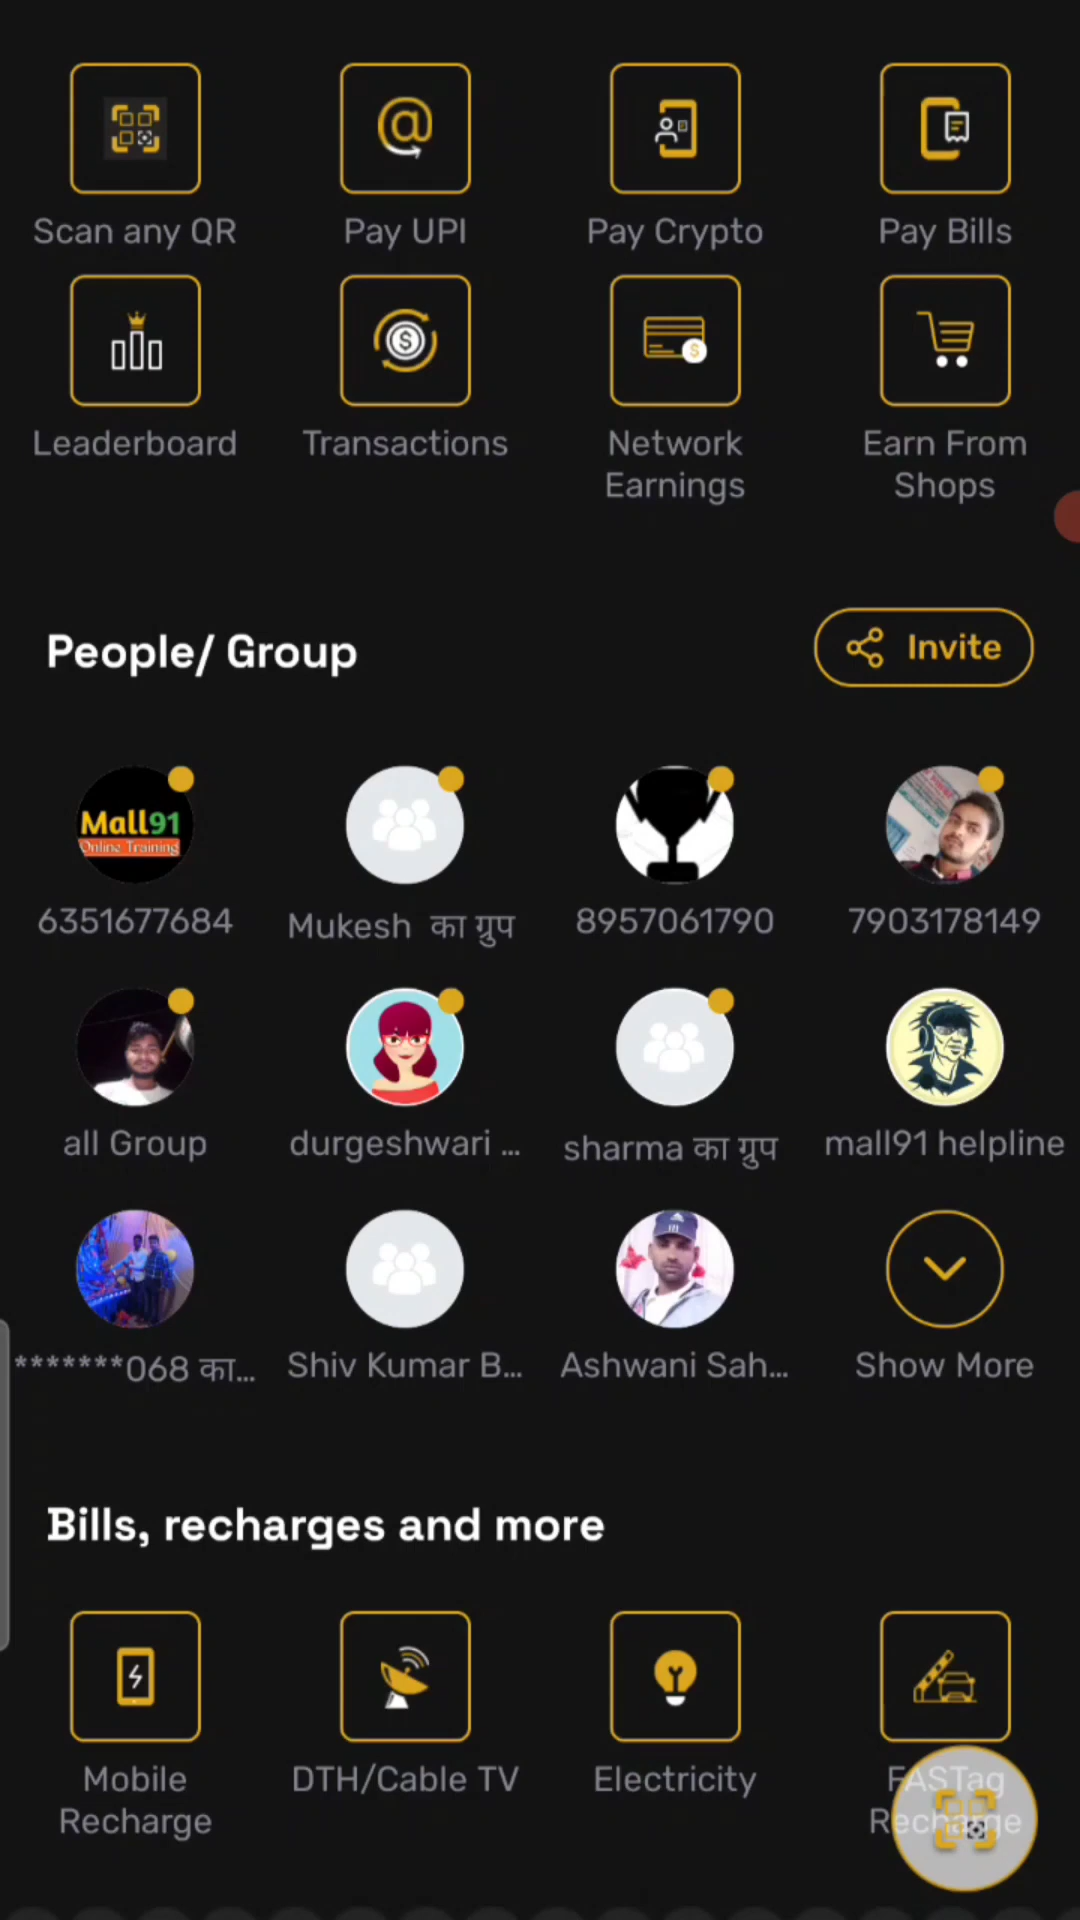 Scan any QR
Pay UPI
Pay Crypto
Pay Bills
Leaderboard
Transactions
Network
Earnings
Earn From
Shops
People/ Group
Invite
Mall91
Online Training
6351677684
Mukesh का ग्रुप
8957061790
7903178149
all Group
durgeshwari ...
sharma का ग्रुप
mall91 helpline
*******068 का...
Shiv Kumar B...
Ashwani Sah...
Show More
Bills, recharges and more
Mobile
Recharge
DTH/Cable TV
Electricity
FASTag
Recharge